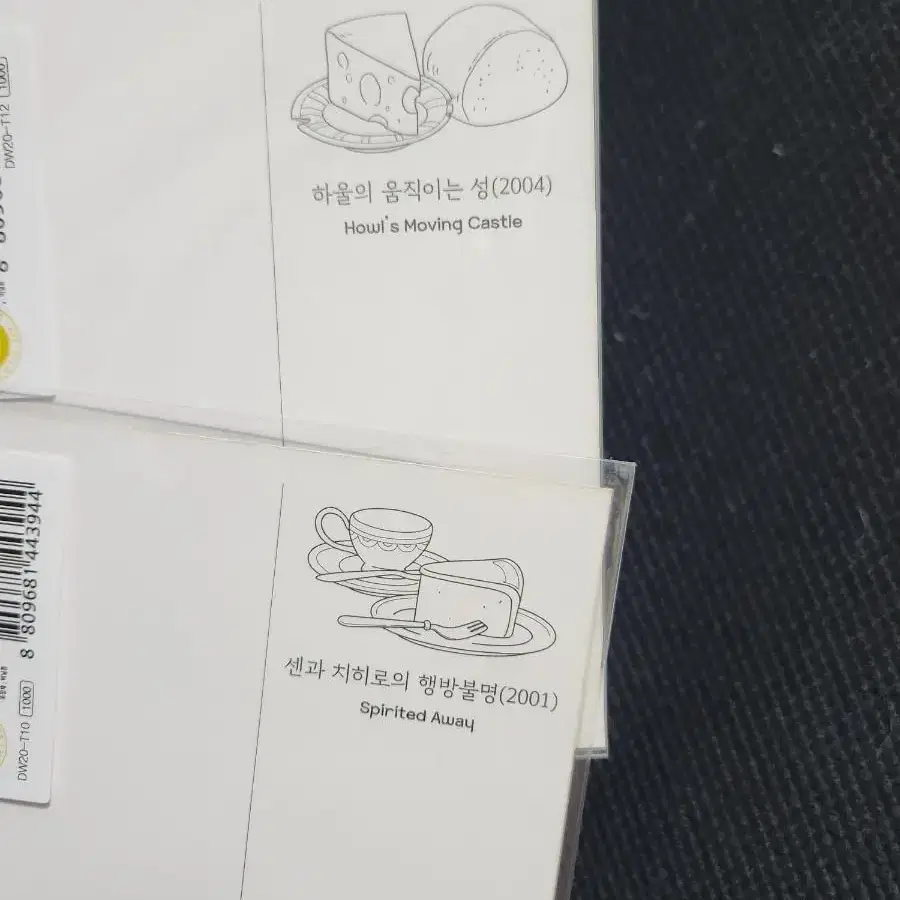 하울의 움직이는 성(2004)
Howl's Moving Castle
DW20-T12 1000
센과 치히로의 행방불명(2001)
Spirited Away
8 809681 443944
DW20-T10 1000